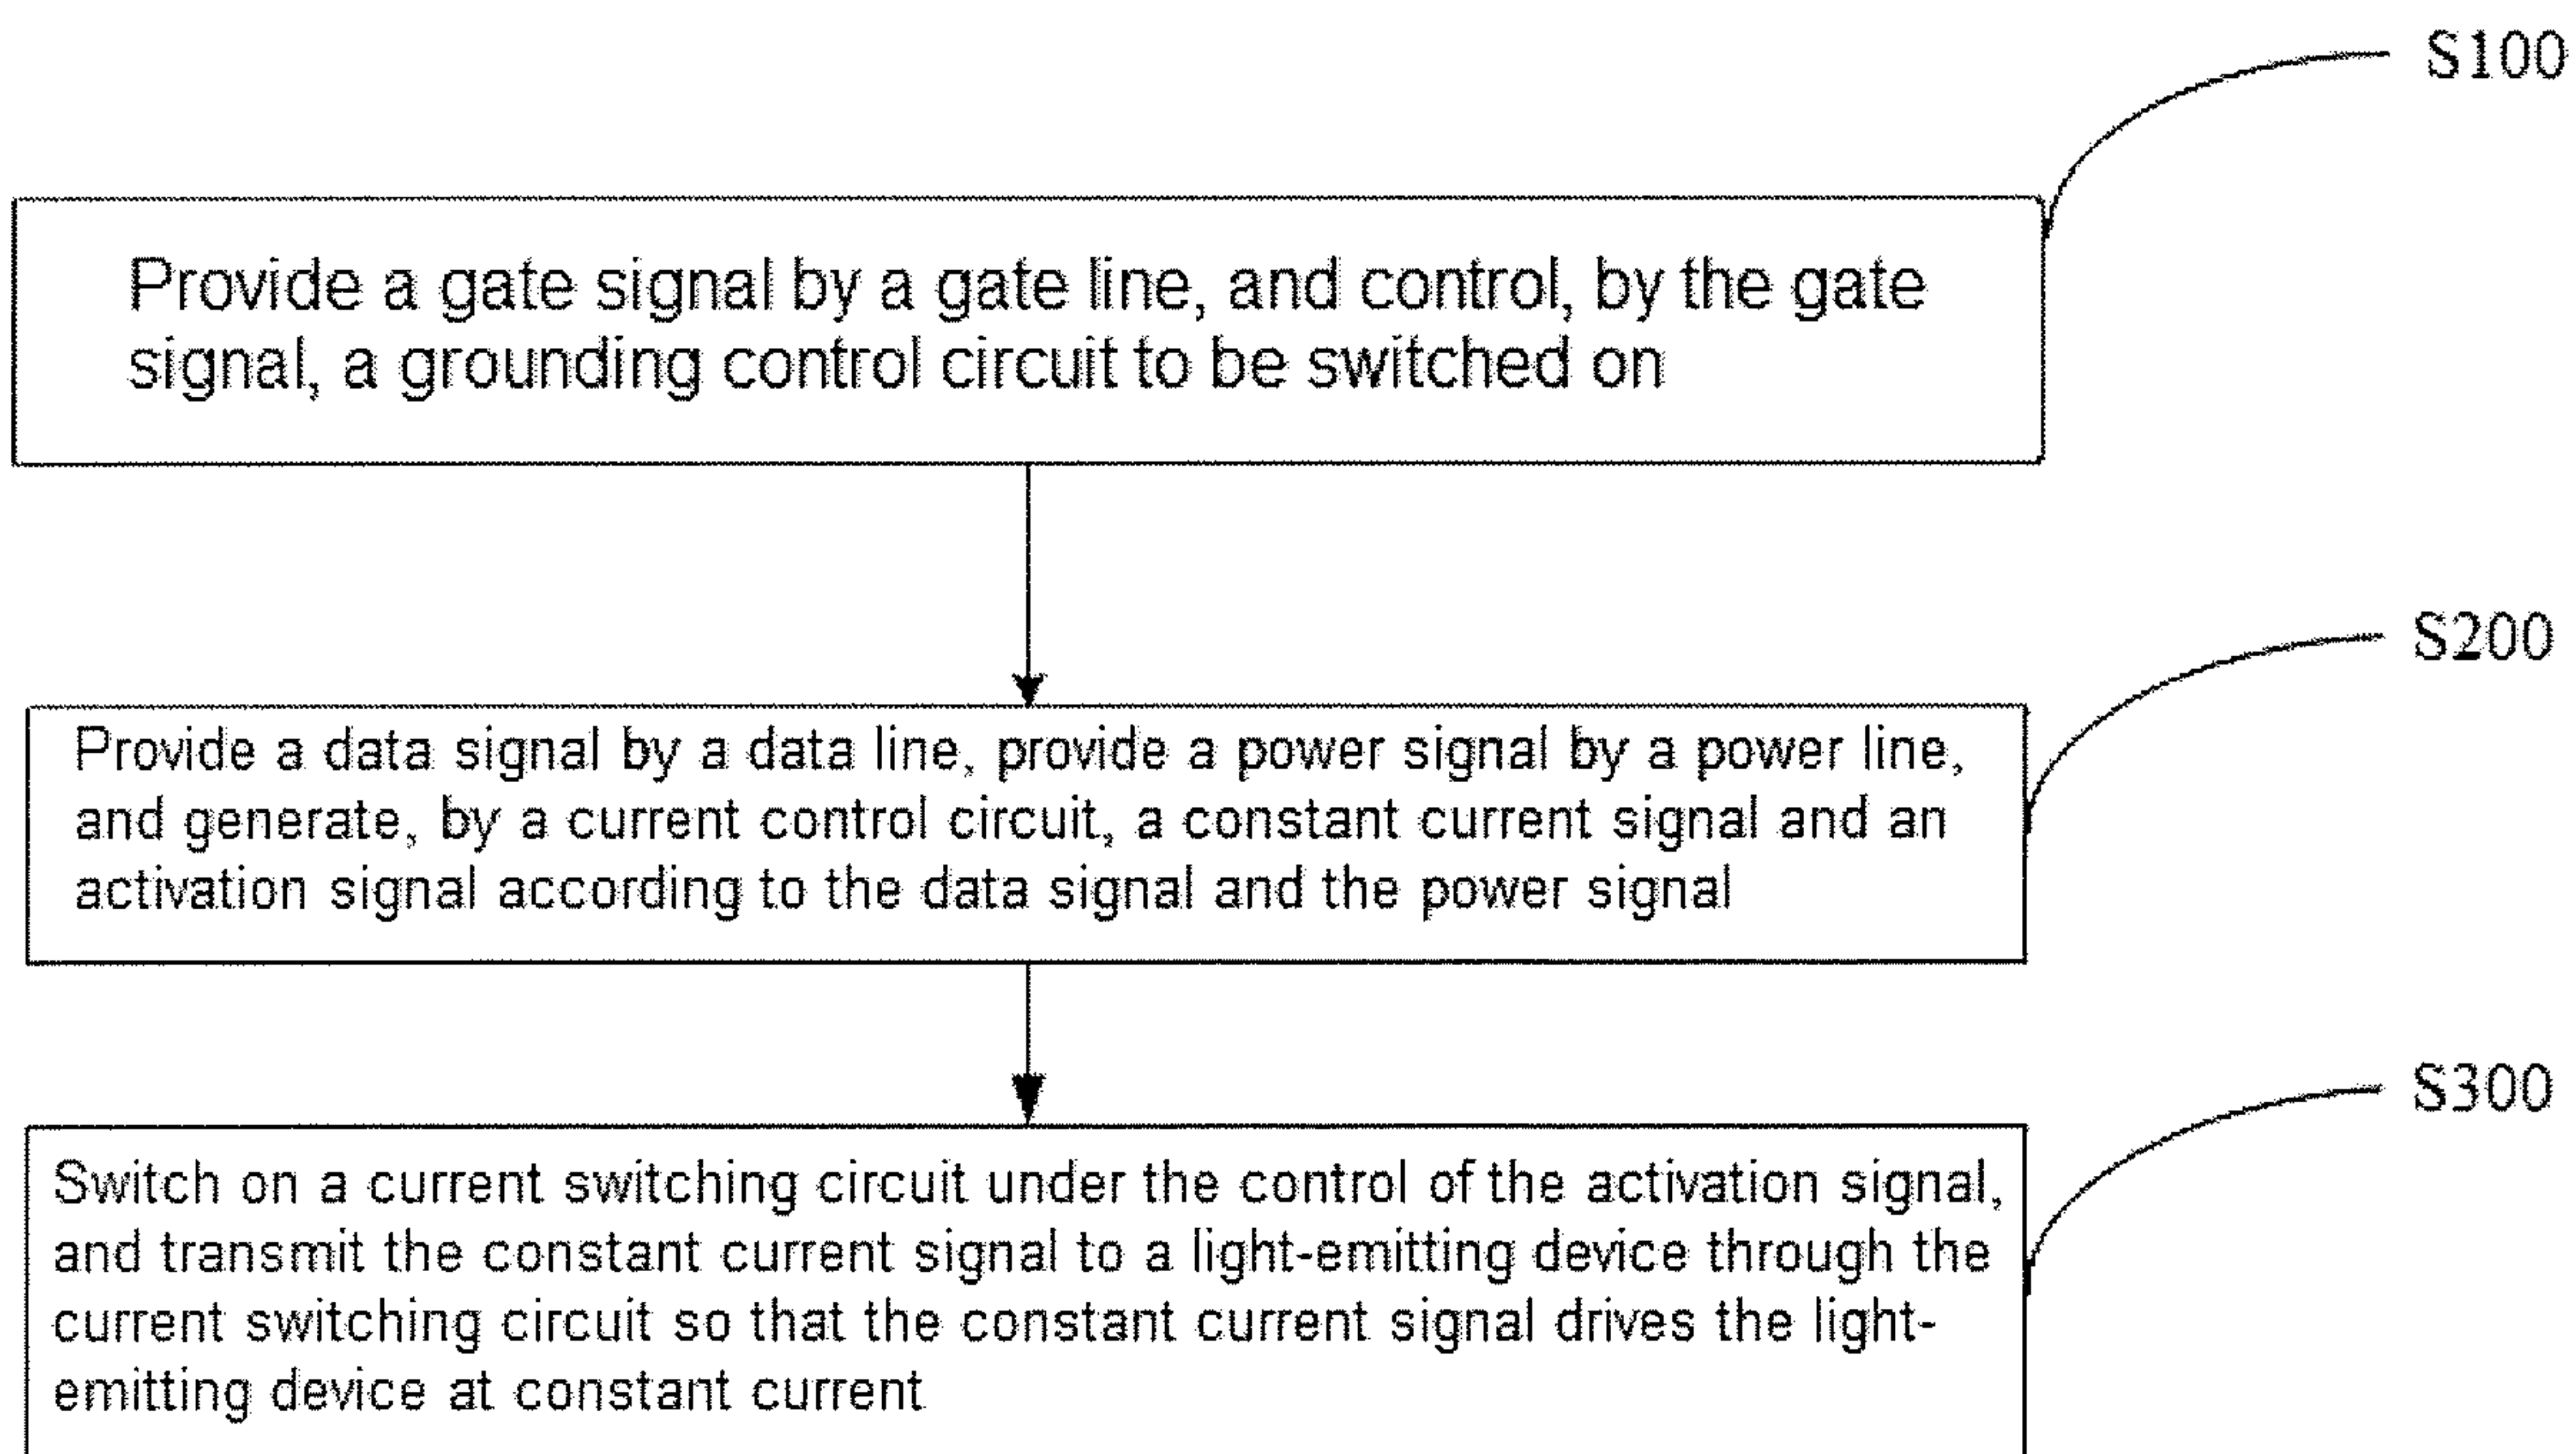 S100
Provide a gate signal by a gate line, and control, by the gate
signal, a grounding control circuit to be switched on
S200
Provide a data signal by a data line, provide a power signal by a power line,
and generate, by a current control circuit, a constant current signal and an
activation signal according to the data signal and the power signal
S300
Switch on a current switching circuit under the control of the activation signal,
and transmit the constant current signal to a light-emitting device through the
current switching circuit so that the constant current signal drives the light-
emitting device at constant current